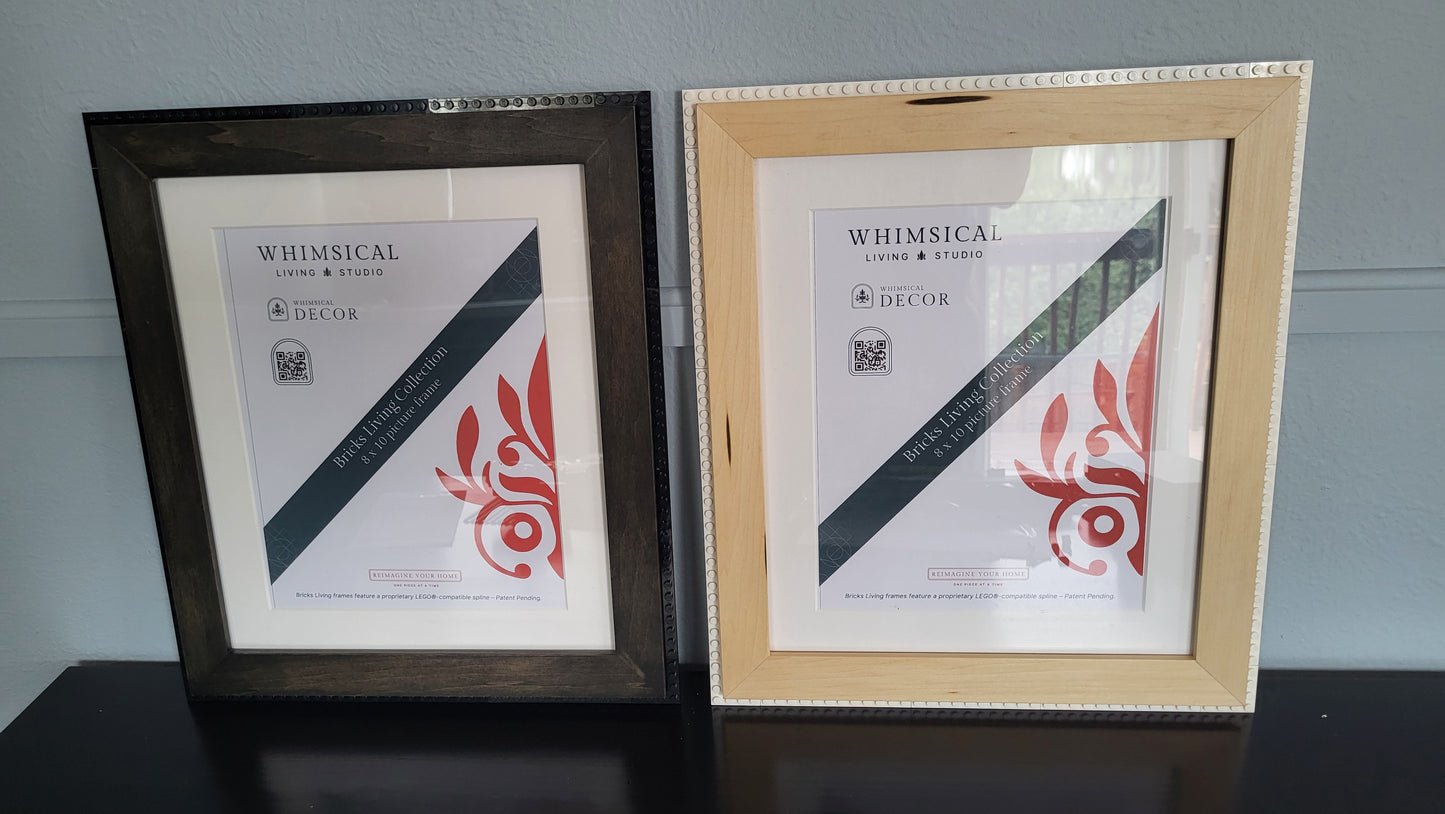 WHIMSICAL
LIVING STUDIO
WHIMSICAL
DECOR
Bricks Living Collection
8 x 10 picture frame
REIMAGINE YOUR HOME
ONE PIECE AT A TIME
Bricks Living frames feature a proprietary LEGO®-compatible spline – Patent Pending.
WHIMSICAL
LIVING STUDIO
WHIMSICAL
DECOR
Bricks Living Collection
8 x 10 picture frame
REIMAGINE YOUR HOME
ONE PIECE AT A TIME
Bricks Living frames feature a proprietary LEGO®-compatible spline – Patent Pending.